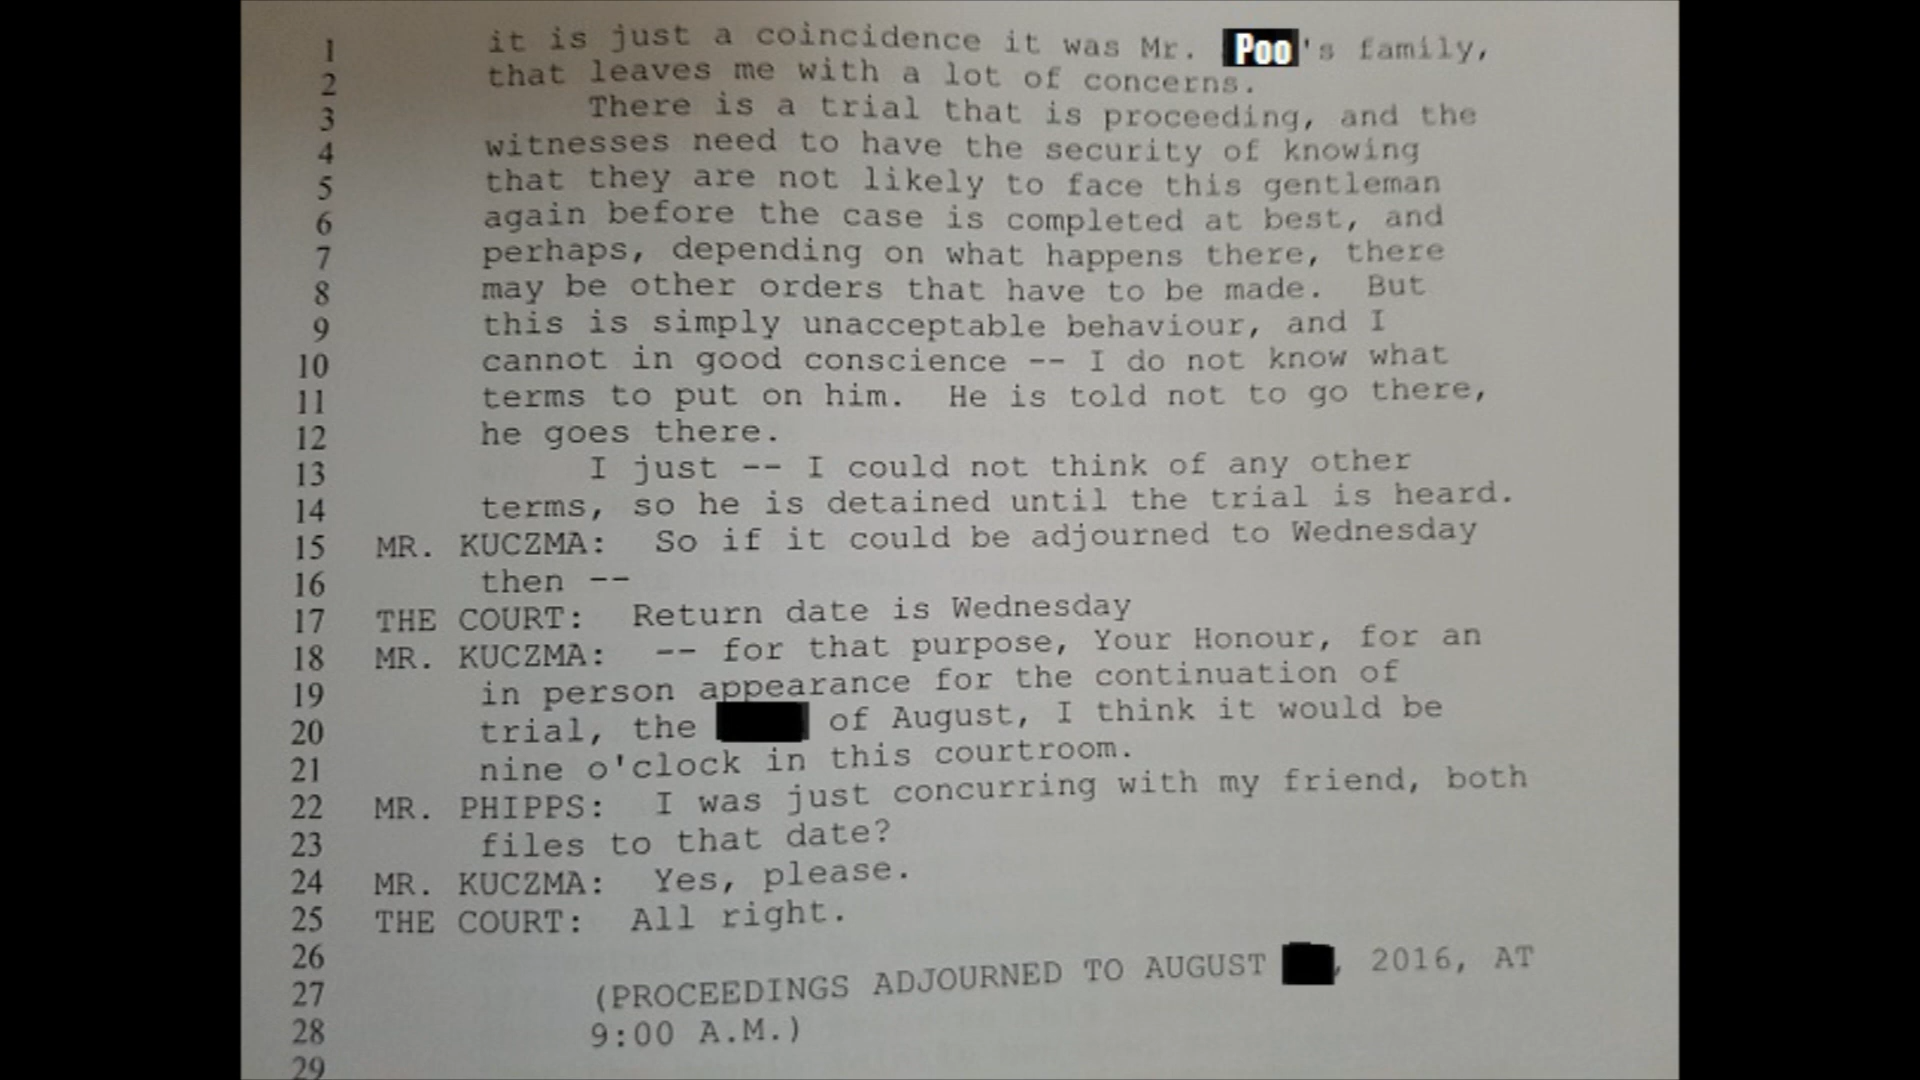 1 it is just a coincidence it was Mr. Poo's family,
2 that leaves me with a lot of concerns.
3 There is a trial that is proceeding, and the
4 witnesses need to have the security of knowing
5 that they are not likely to face this gentleman
6 again before the case is completed at best, and
7 perhaps, depending on what happens there, there
8 may be other orders that have to be made. But
9 this is simply unacceptable behaviour, and I
10 cannot in good conscience -- I do not know what
11 terms to put on him. He is told not to go there,
12 he goes there.
13 I just -- I could not think of any other
14 terms, so he is detained until the trial is heard.
15 MR. KUCZMA: So if it could be adjourned to Wednesday
16 then --
17 THE COURT: Return date is Wednesday
18 MR. KUCZMA: -- for that purpose, Your Honour, for an
19 in person appearance for the continuation of
20 trial, the of August, I think it would be
21 nine o'clock in this courtroom.
22 MR. PHIPPS: I was just concurring with my friend, both
23 files to that date?
24 MR. KUCZMA: Yes, please.
25 THE COURT: All right.
26
27 (PROCEEDINGS ADJOURNED TO AUGUST , 2016, AT
28 9:00 A.M.)
29